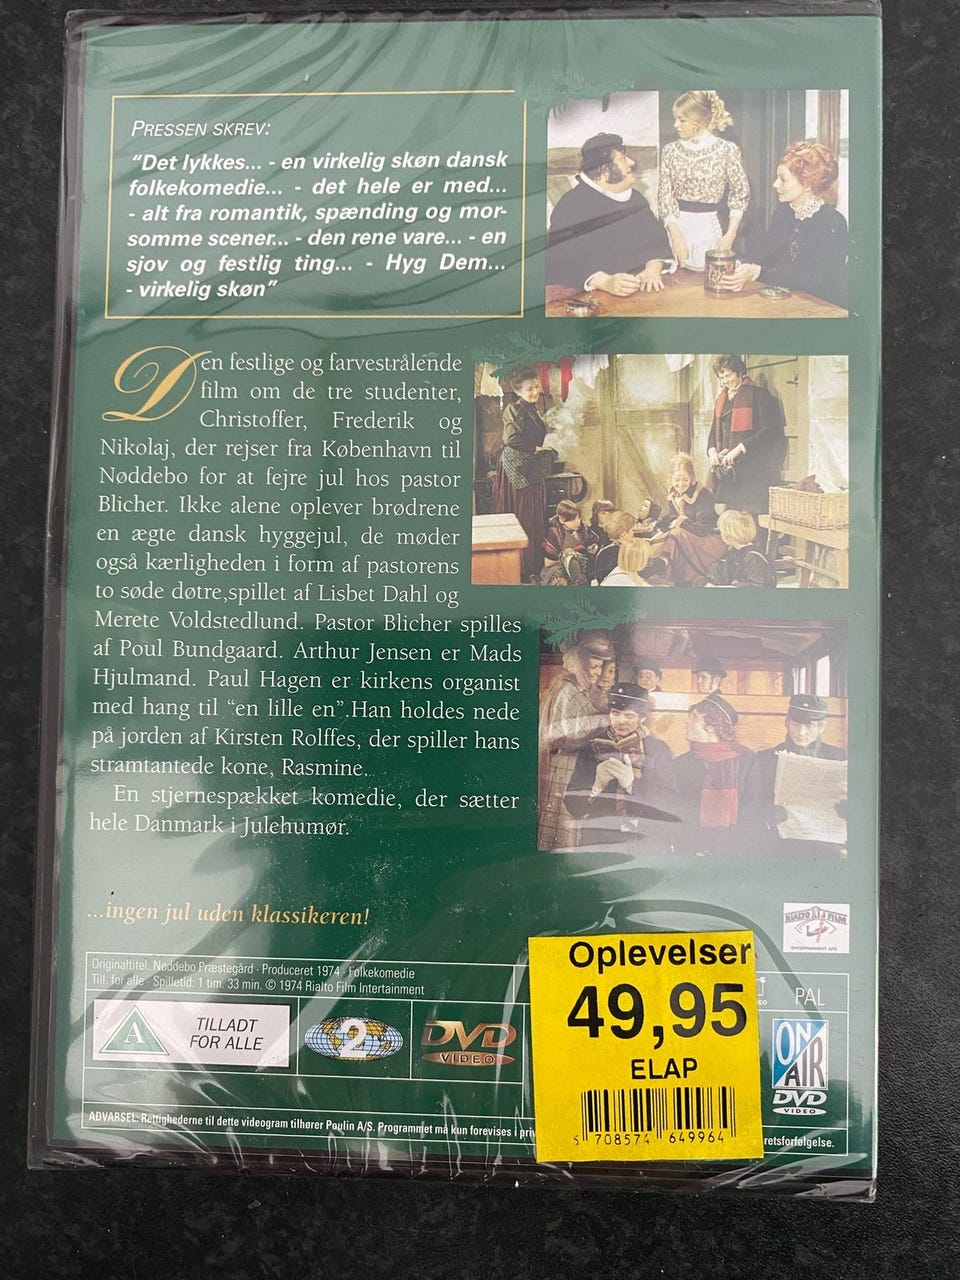 PRESSEN SKREV:
"Det lykkes... - en virkelig skøn dansk
folkekomedie... - det hele er med...
- alt fra romantik, spænding og mor-
somme scener... - den rene vare... - en
sjov og festlig ting... - Hyg Dem...
- virkelig skøn"
Den festlige og farvestrålende
film om de tre studenter,
Christoffer, Frederik og
Nikolaj, der rejser fra København til
Nøddebo for at fejre jul hos pastor
Blicher. Ikke alene oplever brødrene
en ægte dansk hyggejul, de møder
også kærligheden i form af pastorens
to søde døtre,spillet af Lisbet Dahl og
Merete Voldstedlund. Pastor Blicher spilles
af Poul Bundgaard. Arthur Jensen er Mads
Hjulmand. Paul Hagen er kirkens organist
med hang til "en lille en".Han holdes nede
på jorden af Kirsten Rolffes, der spiller hans
stramtantede kone, Rasmine.
En stjernespækket komedie, der sætter
hele Danmark i Julehumør.
...ingen jul uden klassikeren!
RIALTO FILM
ENTERTAINMENT APS
Originaltitel: Nøddebo Præstegård · Produceret 1974 · Folkekomedie
Till. for alle · Spilletid: 1 tim. 33 min. © 1974 Rialto Film Intertainment
A
TILLADT
FOR ALLE
2
DVD
VIDEO
PAL
ON
AIR
DVD
VIDEO
Oplevelser
49,95
ELAP
5 708574 649964
ADVARSEL: Rettighederne til dette videogram tilhører Poulin A/S. Programmet må kun forevises i priv
retsforfølgelse.